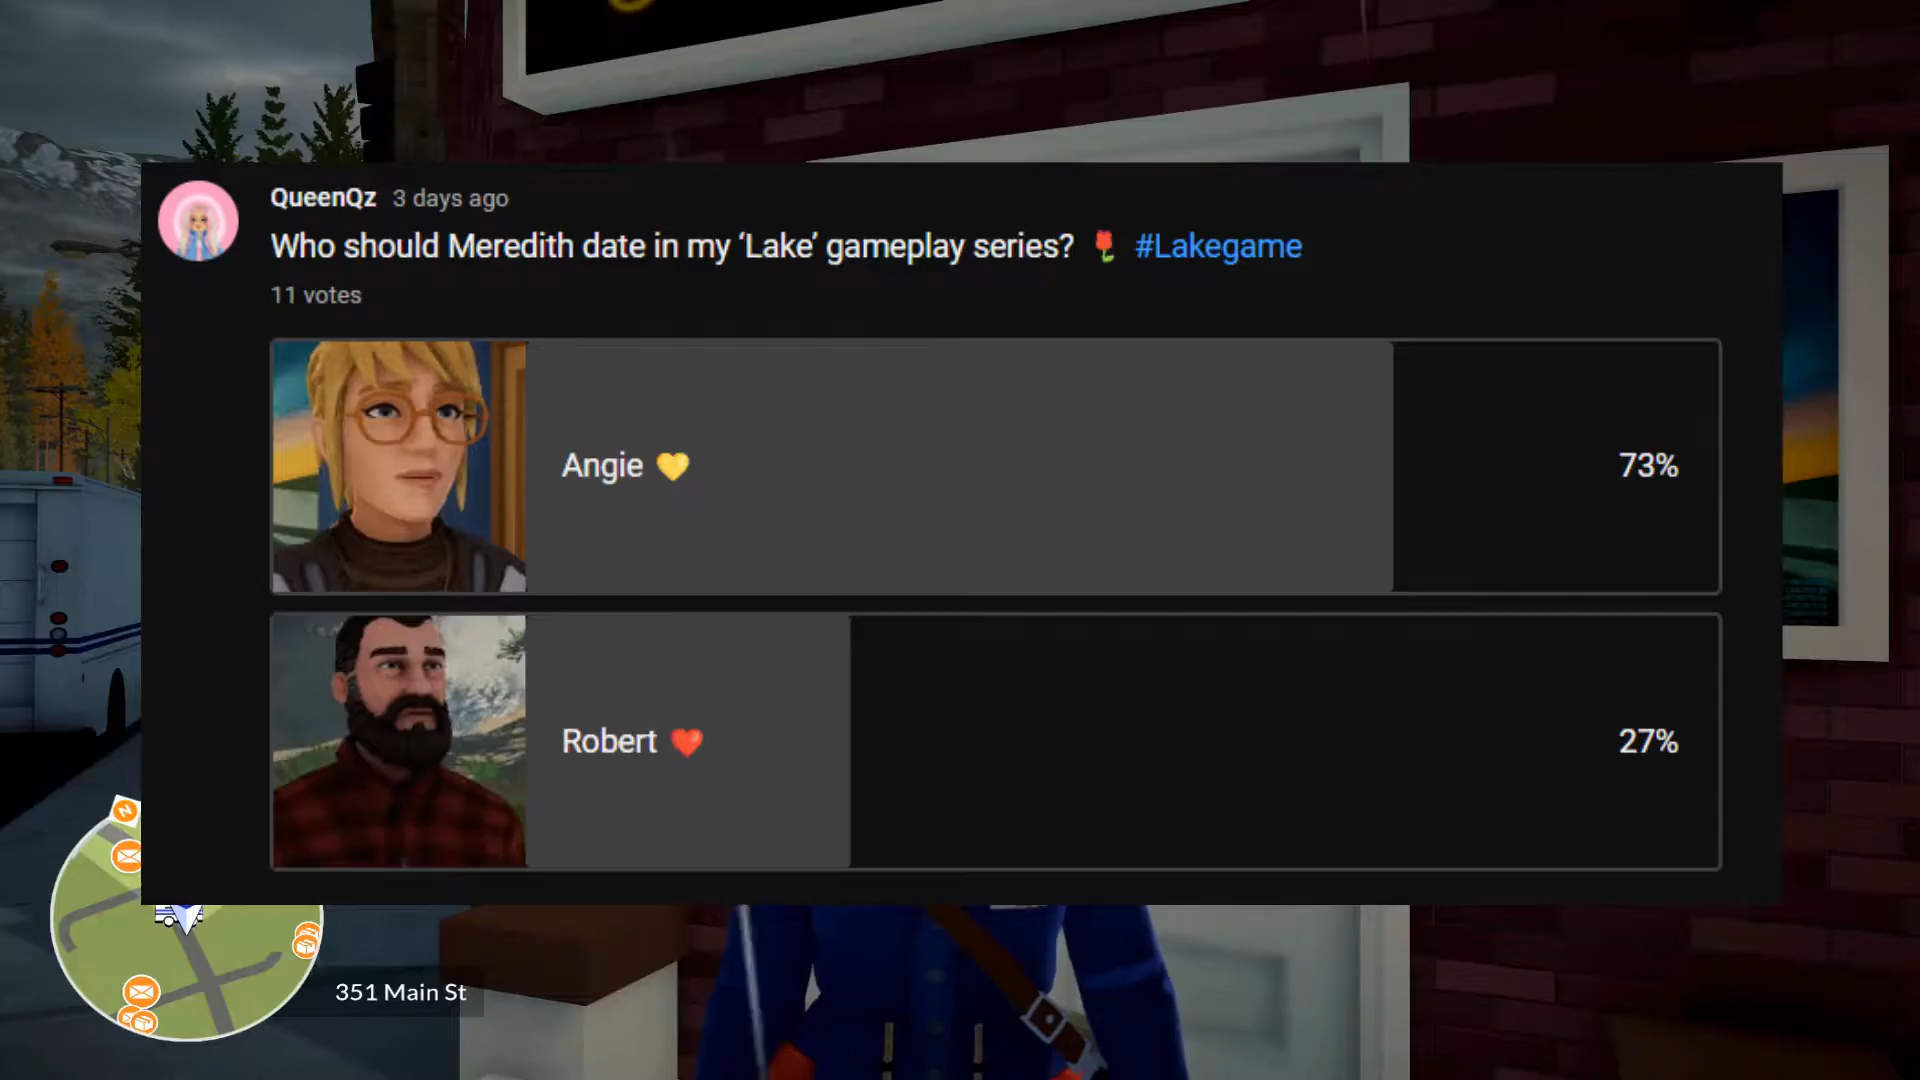 QueenQz 3 days ago
Who should Meredith date in my ‘Lake’ gameplay series? 🌹 #Lakegame
11 votes
Angie 💛 73%
Robert ❤️ 27%
N
351 Main St